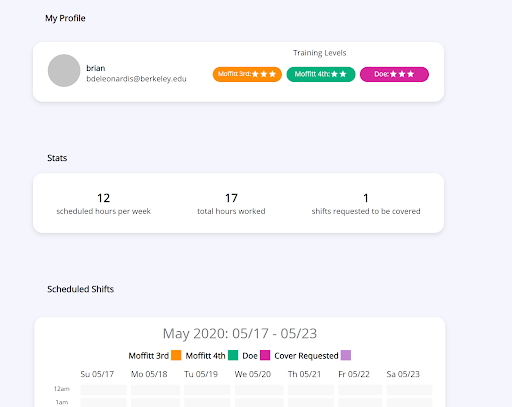 My Profile
Training Levels
brian
bdeleonardis@berkeley.edu
Moffitt 3rd:★★★ Moffitt 4th:★★ Doe:★★★
Stats
12 17 1
scheduled hours per week total hours worked shifts requested to be covered
Scheduled Shifts
May 2020: 05/17 - 05/23
Moffitt 3rd Moffitt 4th Doe Cover Requested
Su 05/17 Mo 05/18 Tu 05/19 We 05/20 Th 05/21 Fr 05/22 Sa 05/23
12am
1am